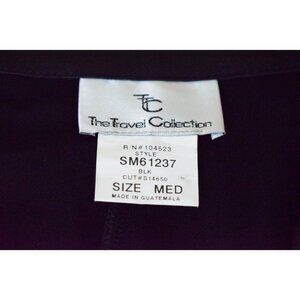 TC
The Travel Collection
R.N# 104523
STYLE
SM61237
BLK
CUT#S14650
SIZE MED
MADE IN GUATEMALA